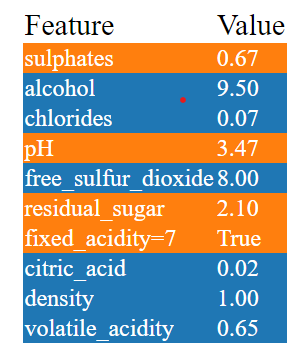 Feature Value
sulphates 0.67
alcohol 9.50
chlorides 0.07
pH 3.47
free_sulfur_dioxide 8.00
residual_sugar 2.10
fixed_acidity=7 True
citric_acid 0.02
density 1.00
volatile_acidity 0.65